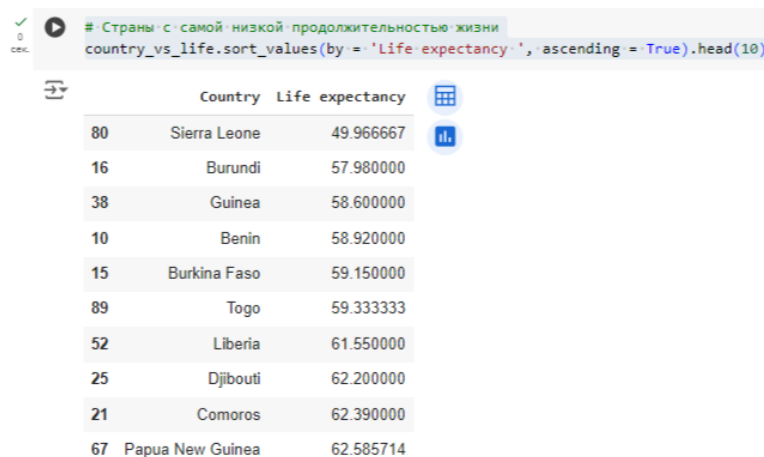 # Страны с самой низкой продолжительностью жизни
0
сек.
country_vs_life.sort_values(by = 'Life expectancy ', ascending = True).head(10)
Country Life expectancy
80 Sierra Leone 49.966667
16 Burundi 57.980000
38 Guinea 58.600000
10 Benin 58.920000
15 Burkina Faso 59.150000
89 Togo 59.333333
52 Liberia 61.550000
25 Djibouti 62.200000
21 Comoros 62.390000
67 Papua New Guinea 62.585714